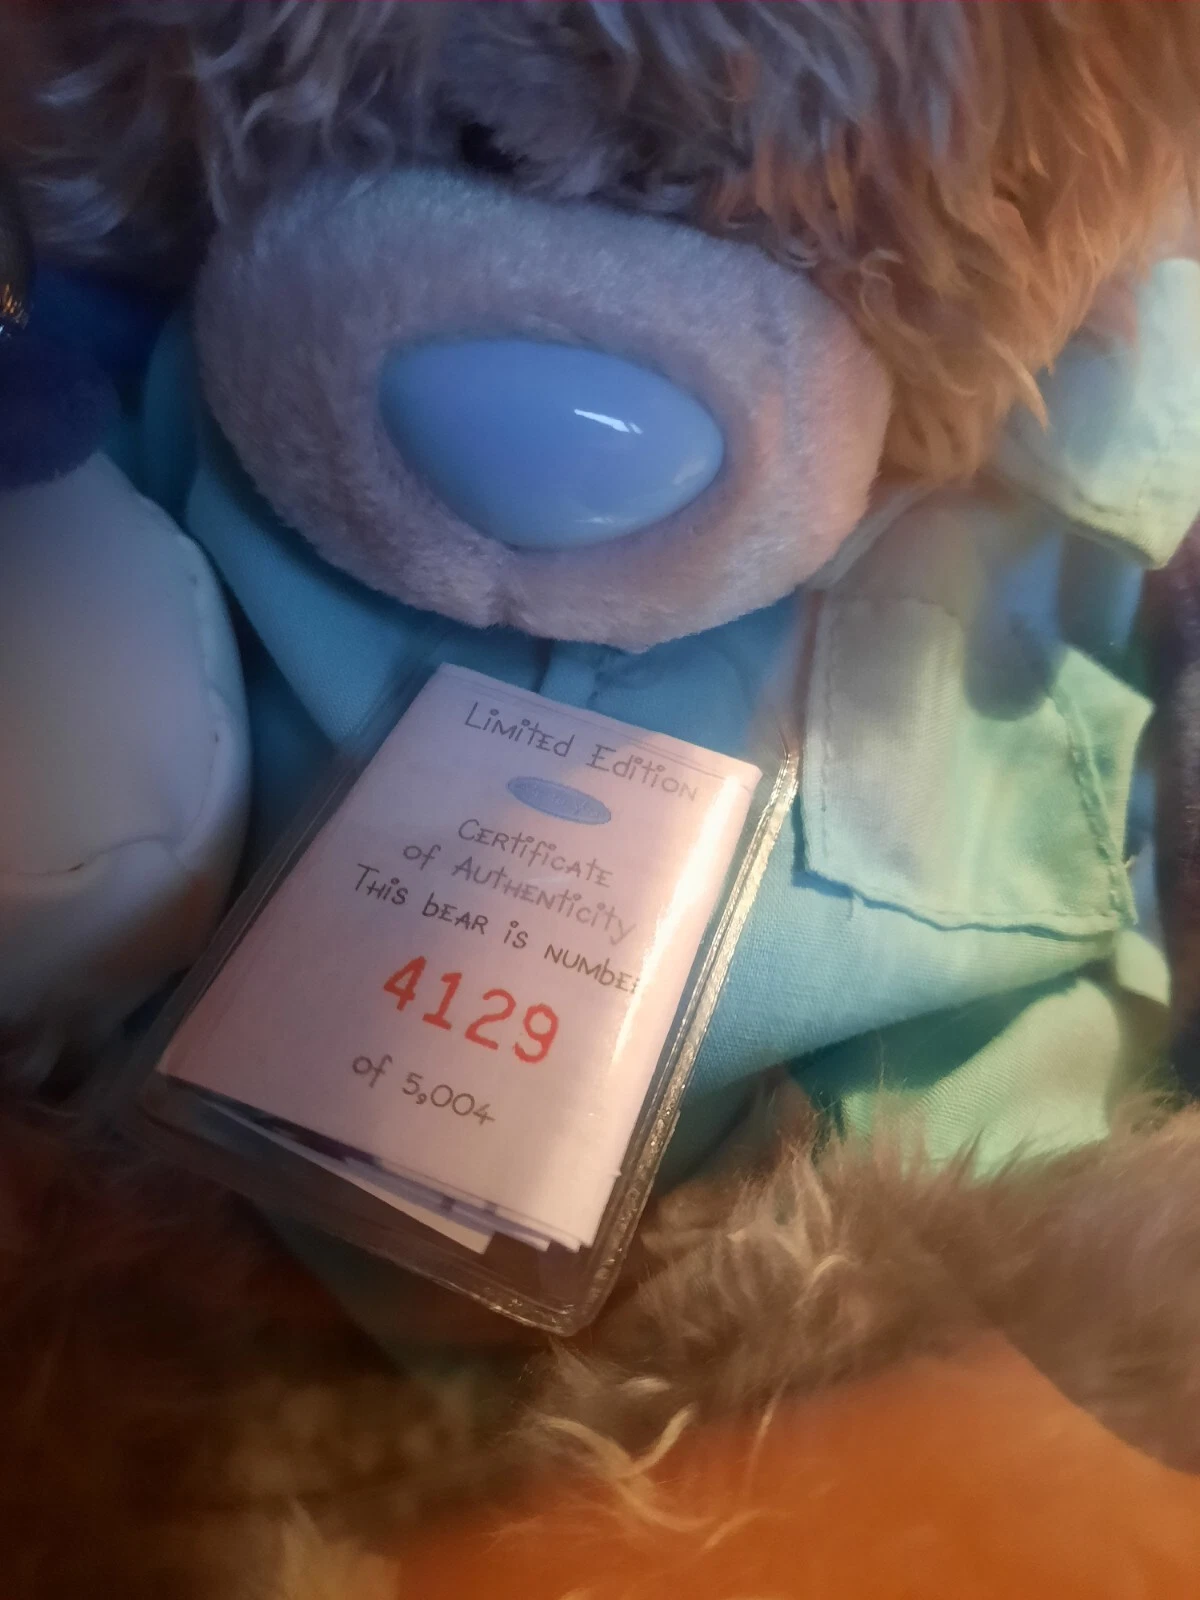 Limited Edition
Certificate
of Authenticity
This bear is number
4129
of 5,004